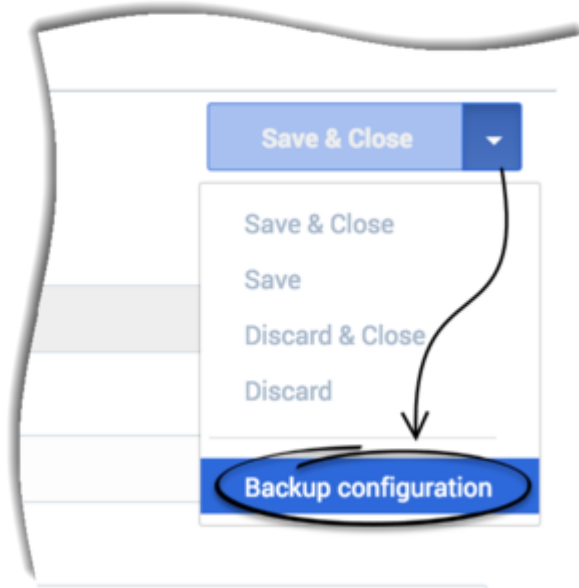 Save & Close
Save & Close
Save
Discard & Close
Discard
Backup configuration